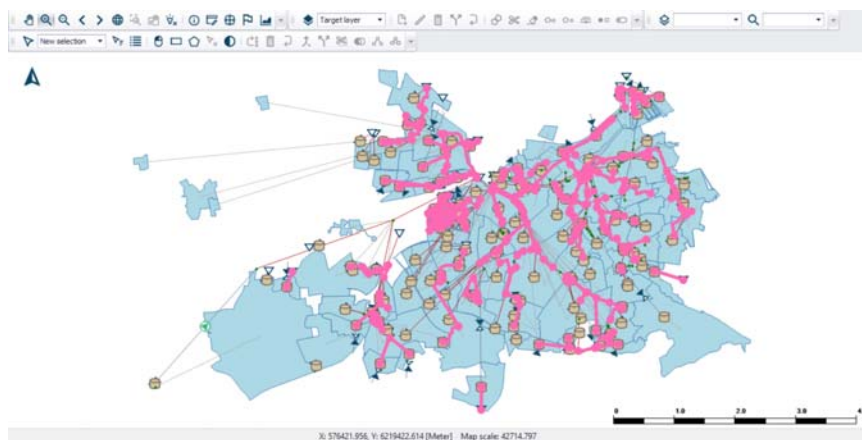 Target layer
New selection
0 1.0 2.0 3.0 4
X: 576421.956, Y: 6219422.614 [Meter] Map scale: 42714.797